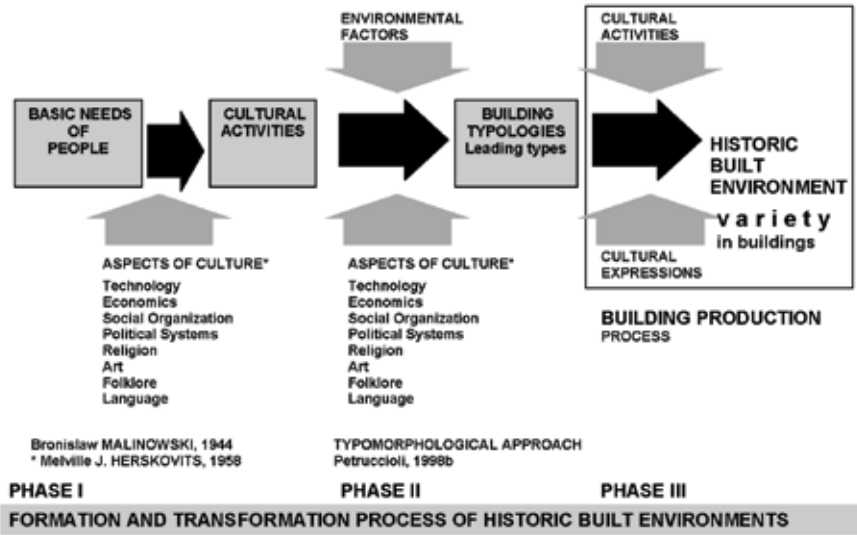 ENVIRONMENTAL
FACTORS
CULTURAL
ACTIVITIES
BASIC NEEDS
OF
PEOPLE
CULTURAL
ACTIVITIES
BUILDING
TYPOLOGIES
Leading types
HISTORIC
BUILT
ENVIRONMENT
variety
in buildings
ASPECTS OF CULTURE*
Technology
Economics
Social Organization
Political Systems
Religion
Art
Folklore
Language
ASPECTS OF CULTURE*
Technology
Economics
Social Organization
Political Systems
Religion
Art
Folklore
Language
CULTURAL
EXPRESSIONS
BUILDING PRODUCTION
PROCESS
Bronislaw MALINOWSKI, 1944
* Melville J. HERSKOVITS, 1958
TYPOMORPHOLOGICAL APPROACH
Petruccioli, 1998b
PHASE I
PHASE II
PHASE III
FORMATION AND TRANSFORMATION PROCESS OF HISTORIC BUILT ENVIRONMENTS